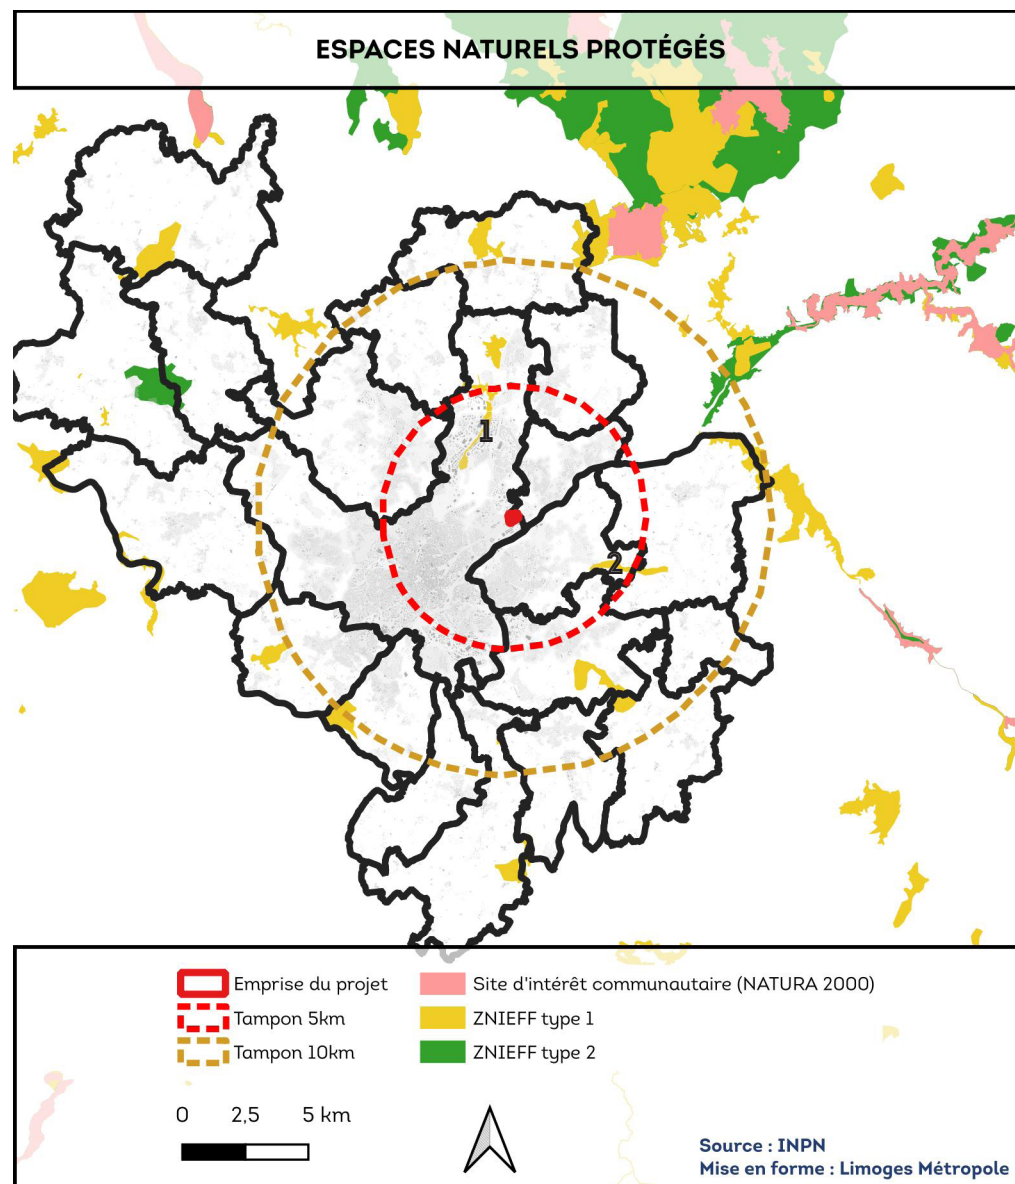 ESPACES NATURELS PROTÉGÉS
1
2
Emprise du projet
Tampon 5km
Tampon 10km
Site d'intérêt communautaire (NATURA 2000)
ZNIEFF type 1
ZNIEFF type 2
0 2,5 5 km
Source : INPN
Mise en forme : Limoges Métropole